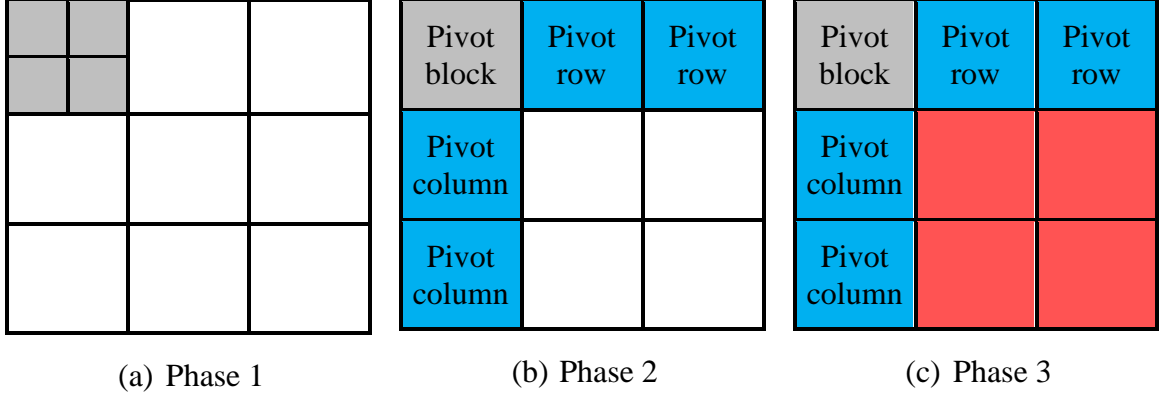 Pivot
block
Pivot
row
Pivot
row
Pivot
column
Pivot
column
Pivot
block
Pivot
row
Pivot
row
Pivot
column
Pivot
column
(a) Phase 1
(b) Phase 2
(c) Phase 3